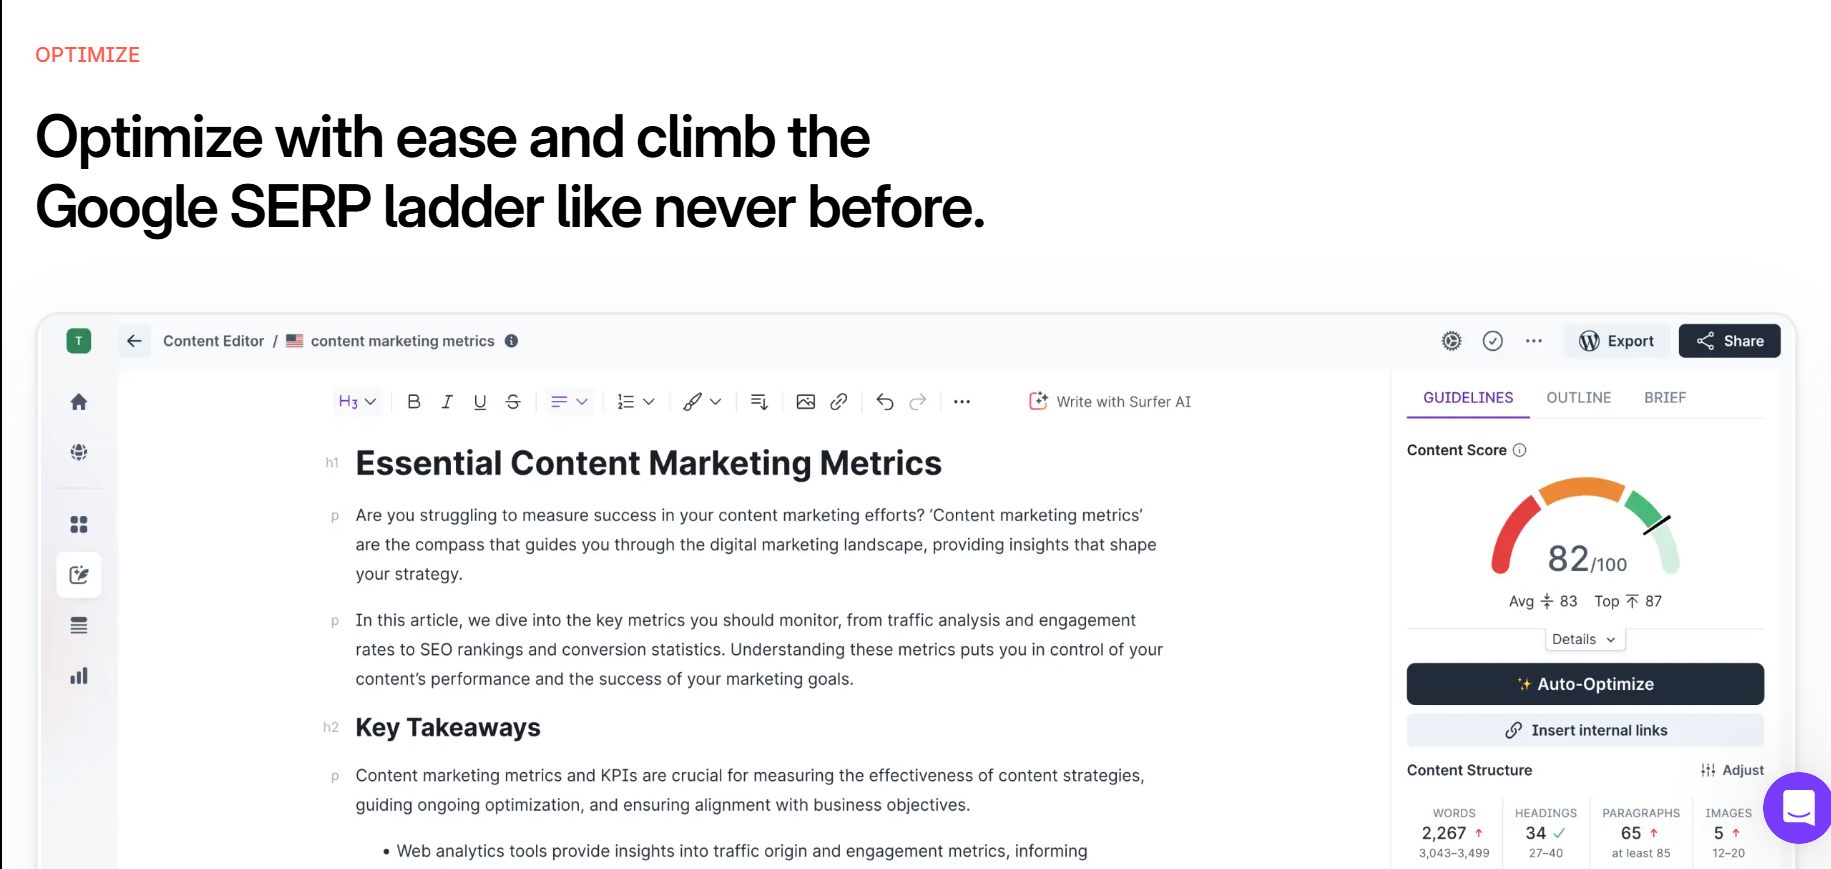 OPTIMIZE
Optimize with ease and climb the
Google SERP ladder like never before.
T
Content Editor / content marketing metrics
Export
Share
H3
B I U S
Write with Surfer AI
GUIDELINES OUTLINE BRIEF
h1 Essential Content Marketing Metrics
p Are you struggling to measure success in your content marketing efforts? ‘Content marketing metrics’
are the compass that guides you through the digital marketing landscape, providing insights that shape
your strategy.
p In this article, we dive into the key metrics you should monitor, from traffic analysis and engagement
rates to SEO rankings and conversion statistics. Understanding these metrics puts you in control of your
content’s performance and the success of your marketing goals.
h2 Key Takeaways
p Content marketing metrics and KPIs are crucial for measuring the effectiveness of content strategies,
guiding ongoing optimization, and ensuring alignment with business objectives.
• Web analytics tools provide insights into traffic origin and engagement metrics, informing
Content Score
82/100
Avg 83 Top 87
Details
Auto-Optimize
Insert internal links
Content Structure Adjust
WORDS HEADINGS PARAGRAPHS IMAGES
2,267 ↑ 34 ✓ 65 ↑ 5 ↑
3,043–3,499 27–40 at least 85 12–20